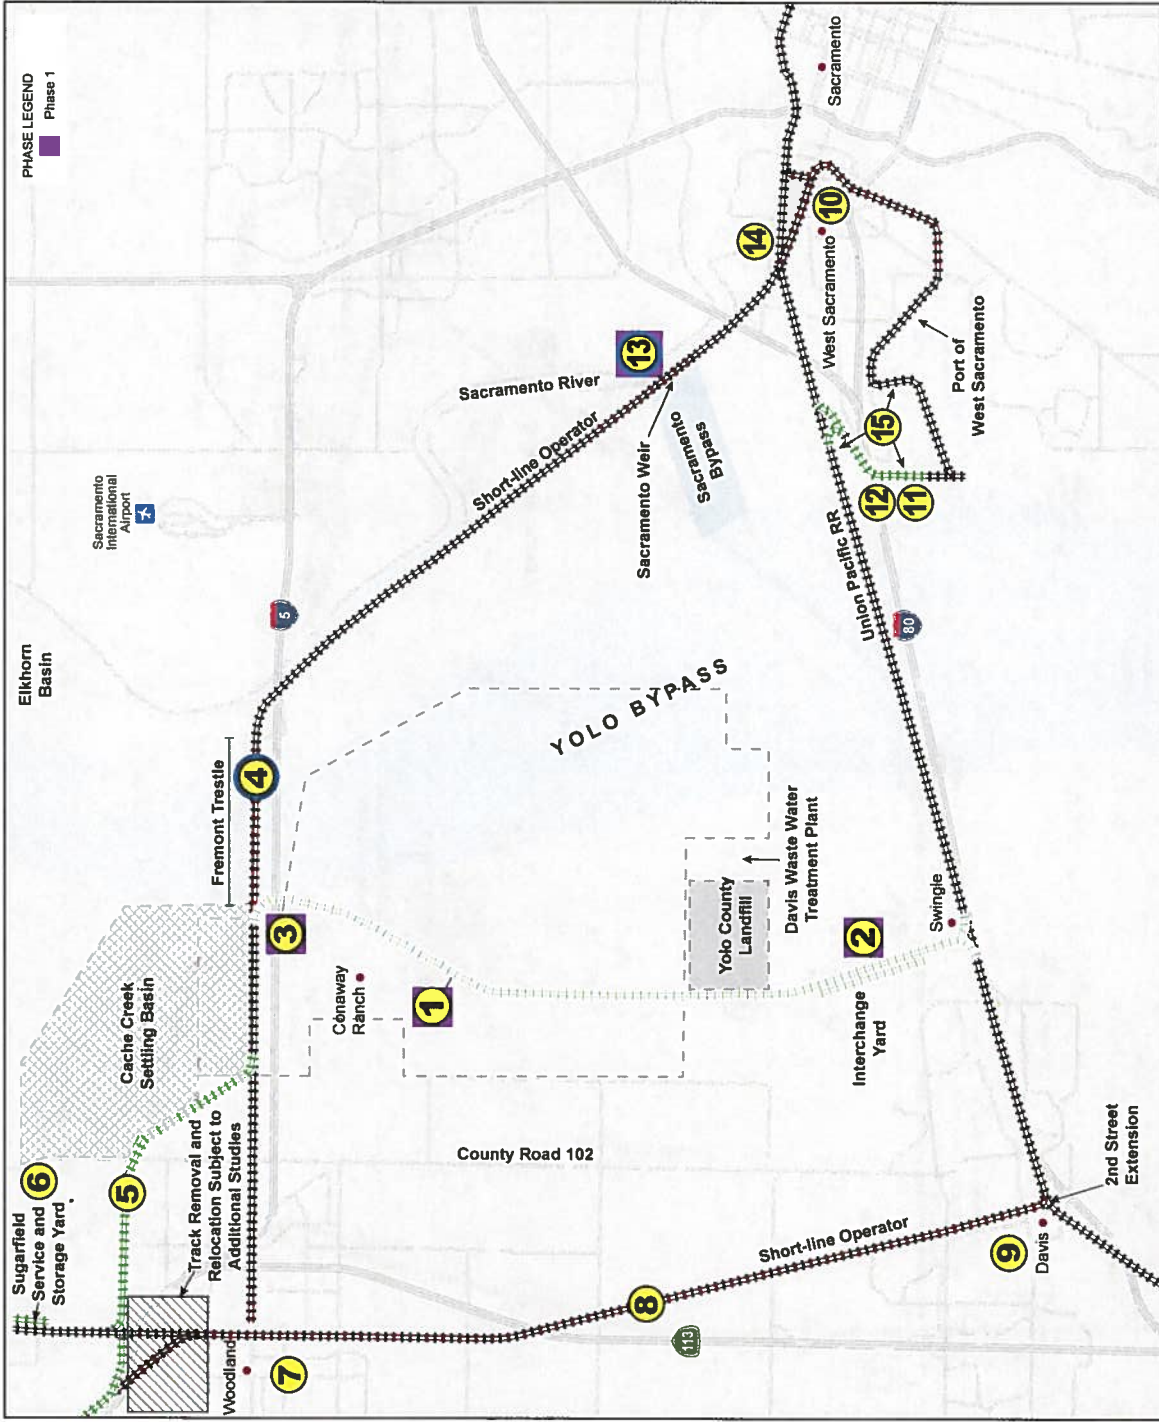 PHASE LEGEND
Phase 1
Elkhorn
Basin
Sacramento
International
Airport
5
Fremont Trestle
4
Cache Creek
Settling Basin
Sugarfield
Service and
Storage Yard
6
5
Track Removal and
Relocation Subject to
Additional Studies
Woodland
7
3
Conaway
Ranch
1
County Road 102
Short-line Operator
Sacramento River
13
Sacramento Weir
Sacramento
Bypass
YOLO BYPASS
14
Sacramento
10
West Sacramento
15
Port of
West Sacramento
12
11
Union Pacific RR
80
Yolo County
Landfill
Davis Waste Water
Treatment Plant
2
Interchange
Yard
Swingle
8
113
Short-line Operator
9
Davis
2nd Street
Extension